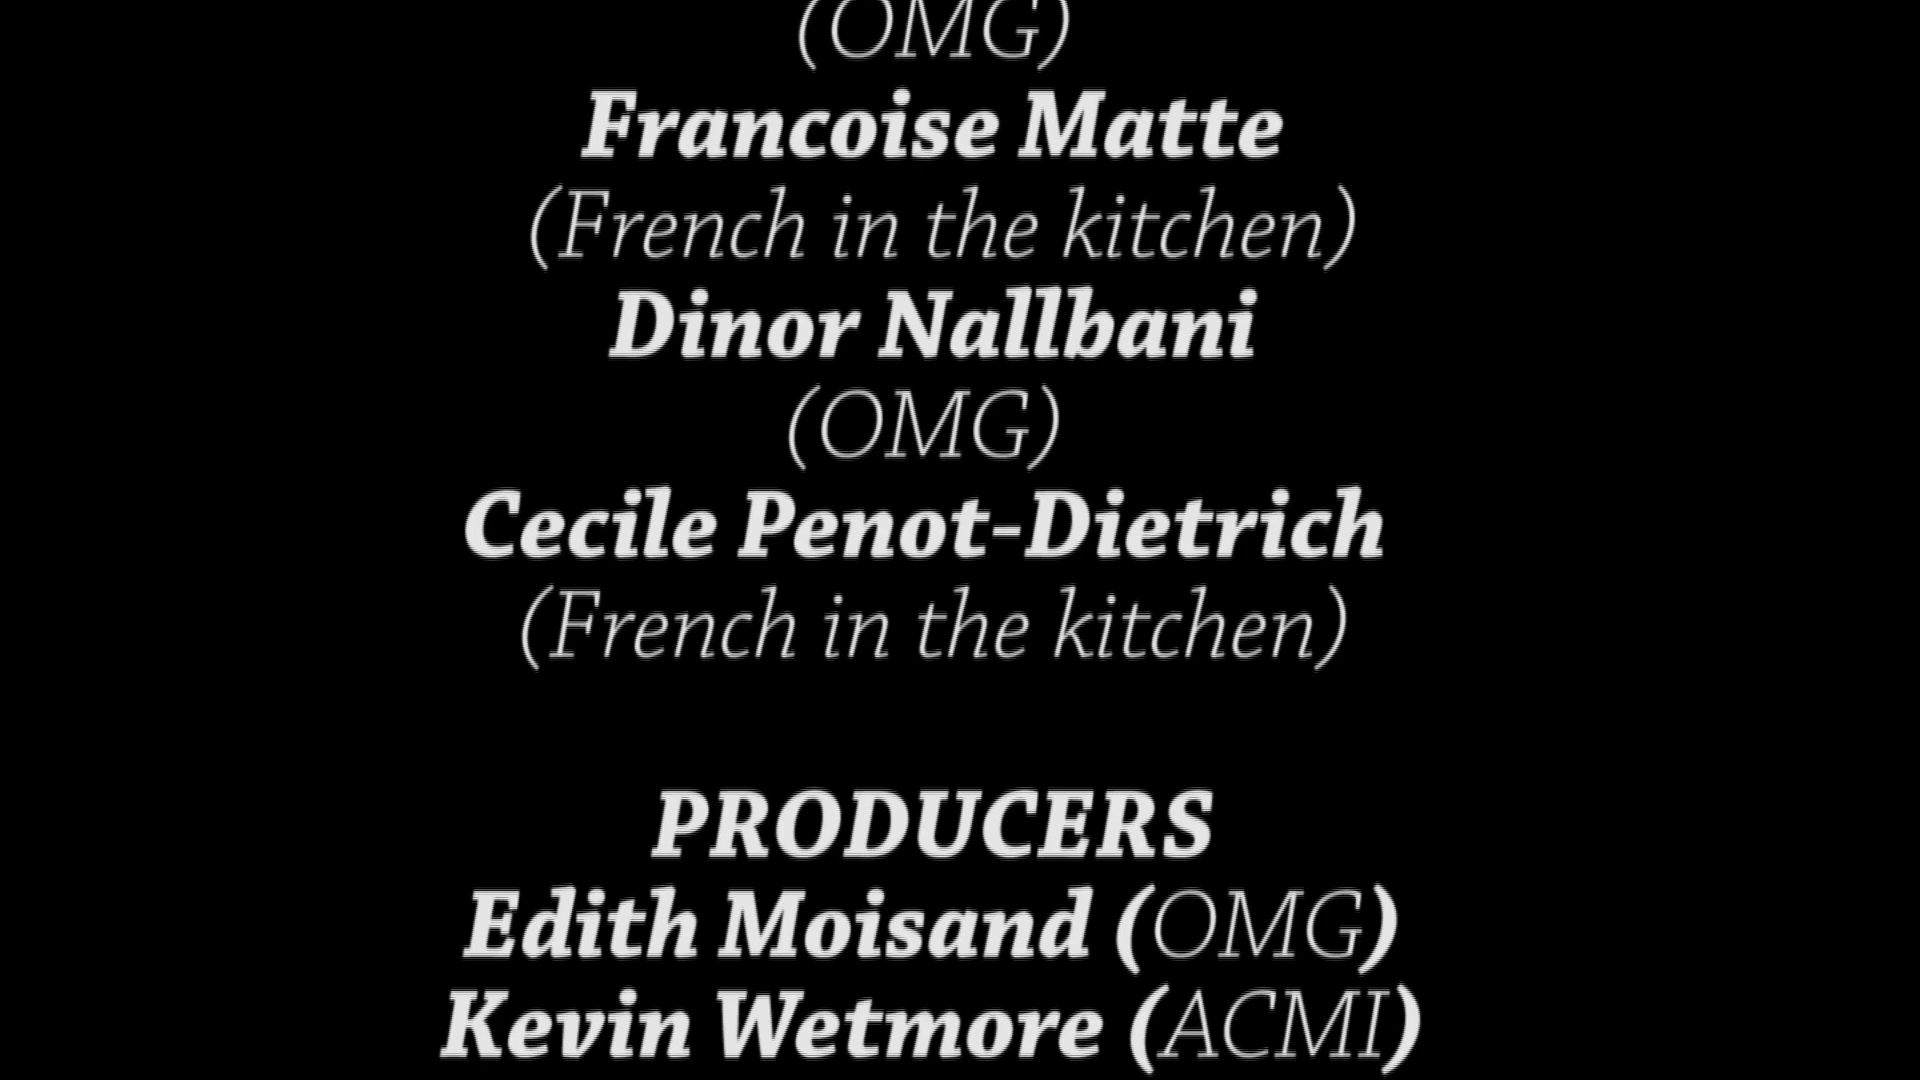 (OMG)
Francoise Matte
(French in the kitchen)
Dinor Nallbani
(OMG)
Cecile Penot-Dietrich
(French in the kitchen)
PRODUCERS
Edith Moisand (OMG)
Kevin Wetmore (ACMI)